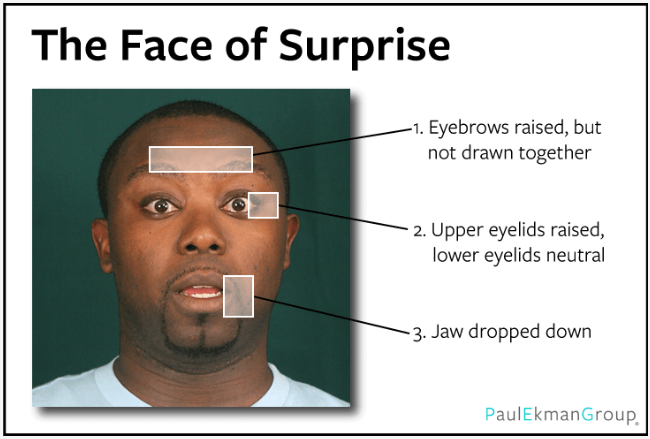 The Face of Surprise
1. Eyebrows raised, but
not drawn together
2. Upper eyelids raised,
lower eyelids neutral
3. Jaw dropped down
PaulEkmanGroup®